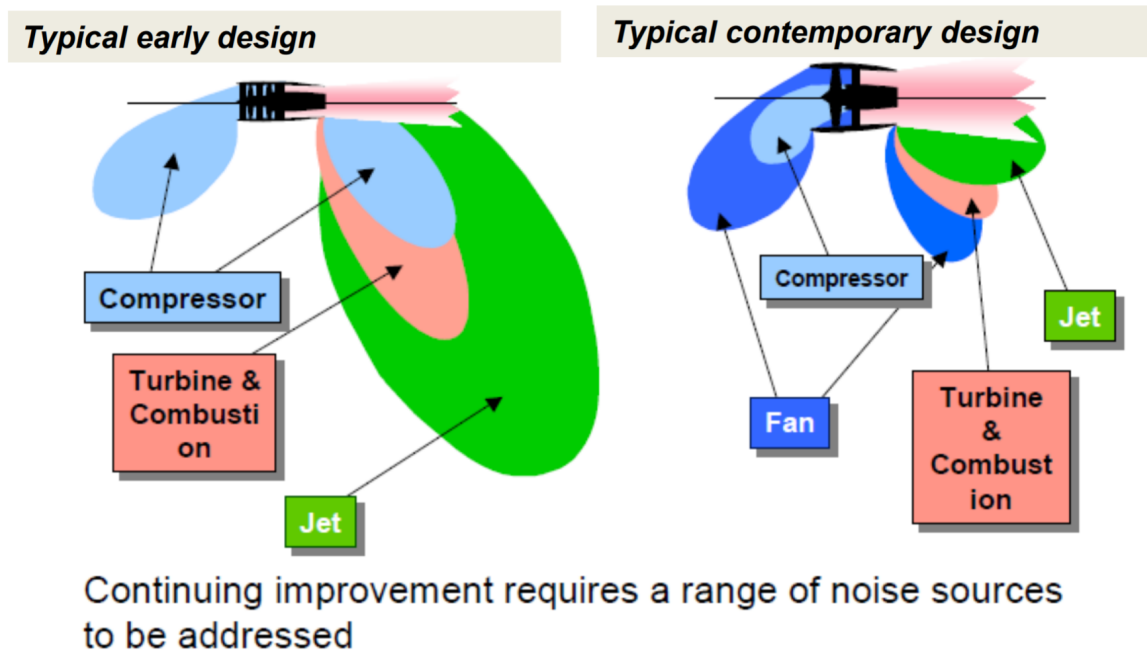 Typical early design
Typical contemporary design
Compressor
Turbine &
Combusti
on
Jet
Compressor
Jet
Fan
Turbine
&
Combust
ion
Continuing improvement requires a range of noise sources
to be addressed